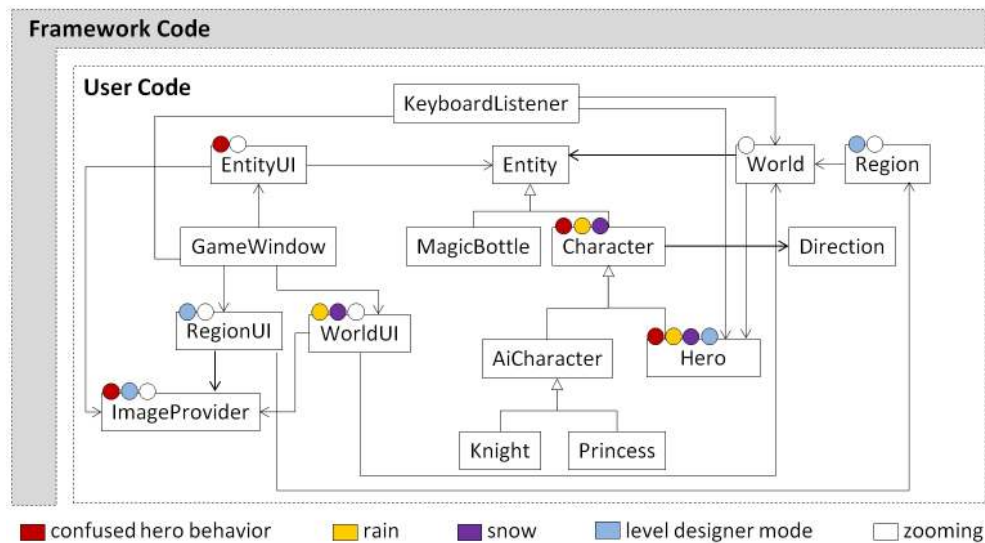 Framework Code
User Code
KeyboardListener
EntityUI
Entity
World
Region
GameWindow
MagicBottle
Character
Direction
RegionUI
WorldUI
AiCharacter
Hero
ImageProvider
Knight
Princess
confused hero behavior rain snow level designer mode zooming